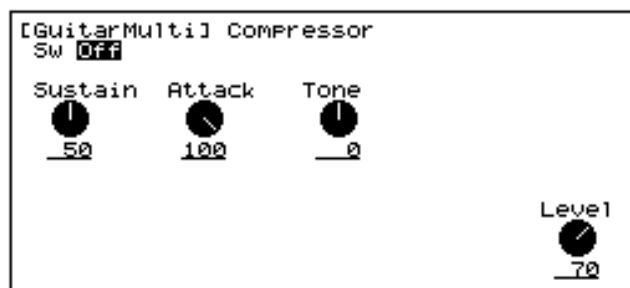 [GuitarMulti] Compressor
Sw Off
Sustain Attack Tone
50 100 0
Level
70